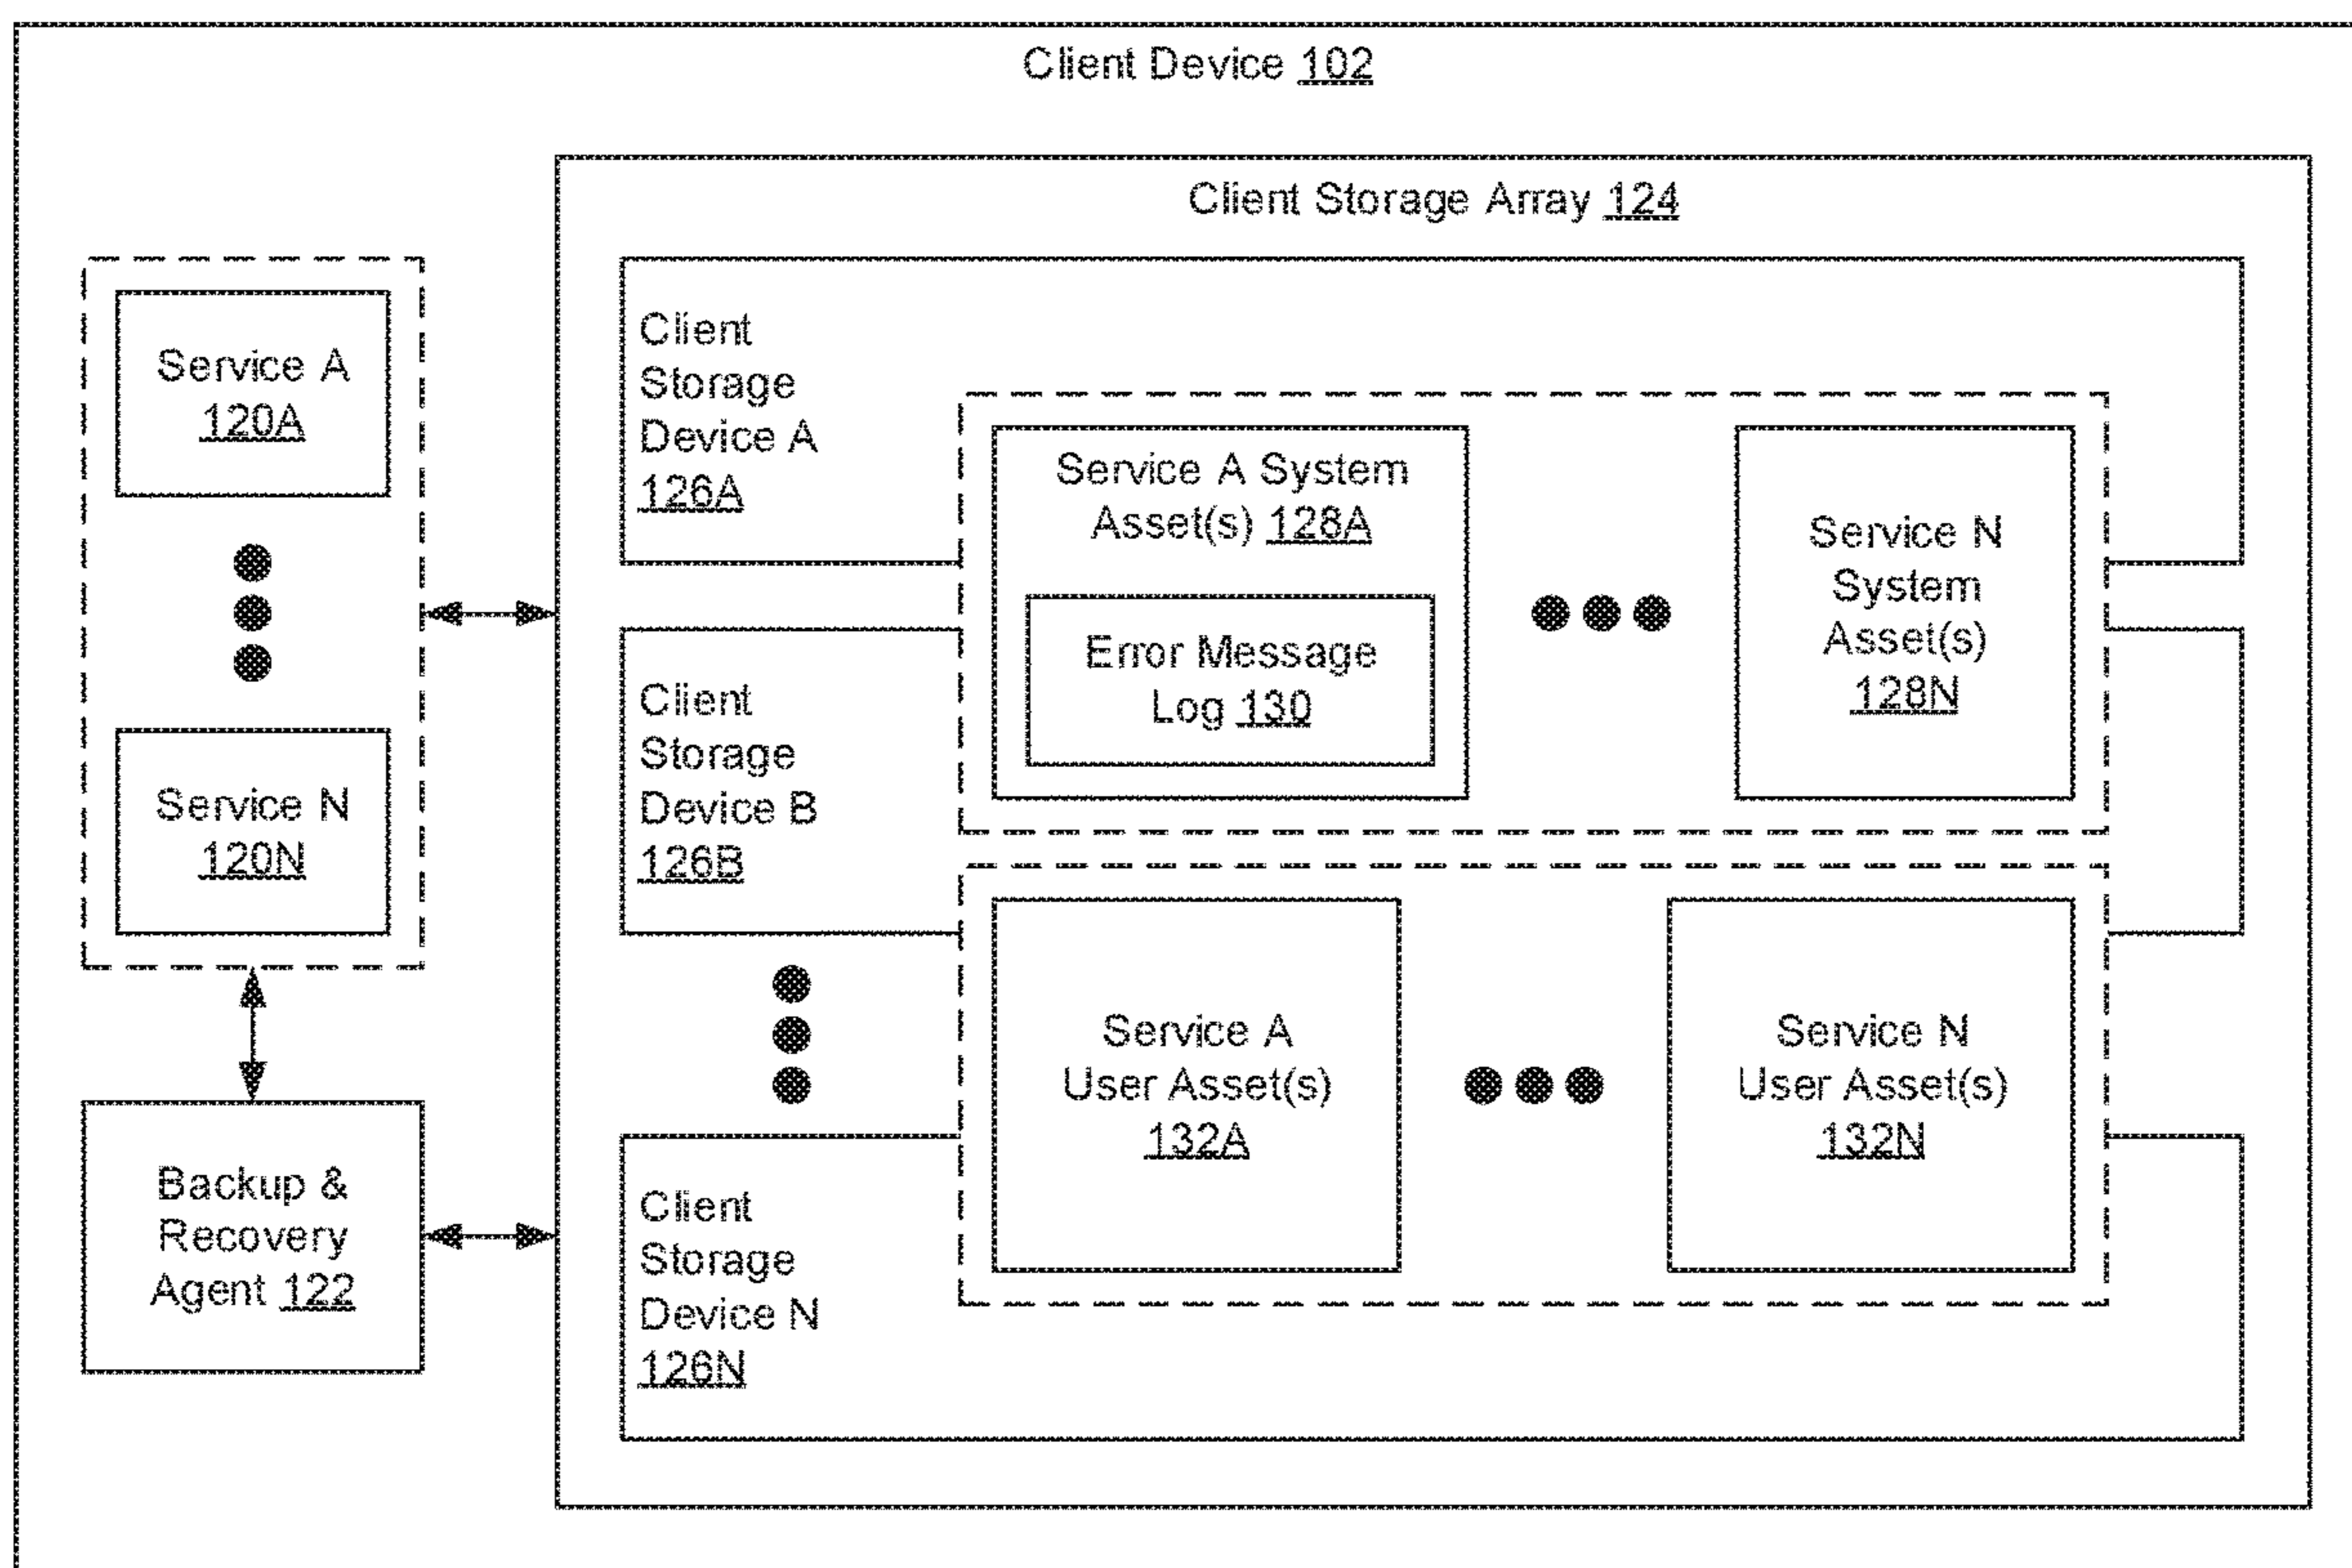 Client Device 102
Client Storage Array 124
Service A
120A
Service N
120N
Backup &
Recovery
Agent 122
Client
Storage
Device A
126A
Client
Storage
Device B
126B
Client
Storage
Device N
126N
Service A System
Asset(s) 128A
Error Message
Log 130
Service N
System
Asset(s)
128N
Service A
User Asset(s)
132A
Service N
User Asset(s)
132N